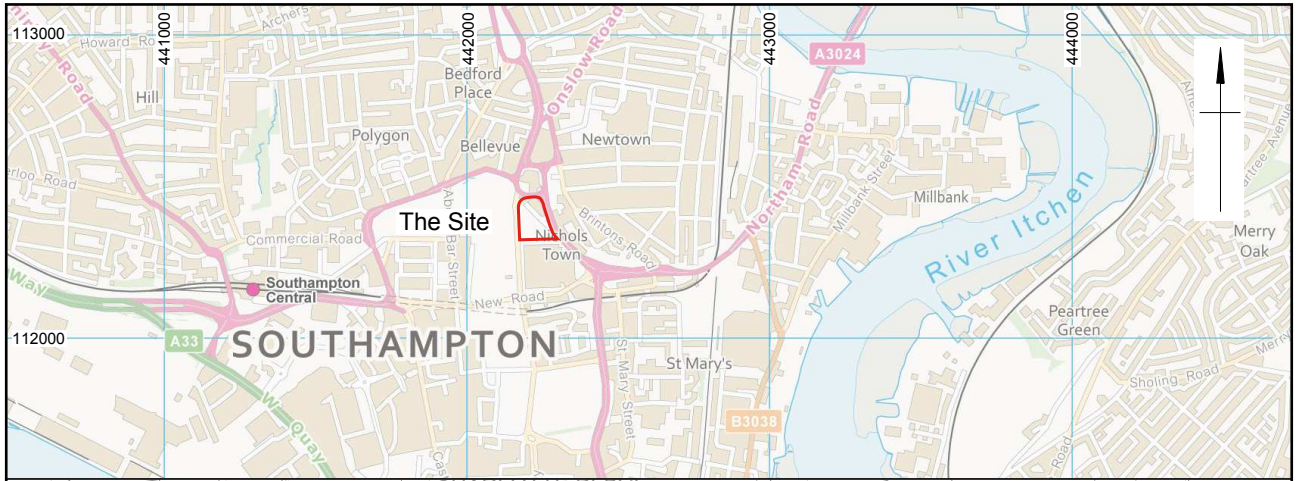 113000
441000
442000
443000
444000
Howard Road
Archers
Road
Hill
Polygon
Bedford
Place
Bellevue
Onslow Road
Newtown
A3024
Northam Road
Millbank Street
Millbank
River Itchen
Merry
Oak
Peartree
Green
Sholing Road
Commercial Road
The Site
Nichols
Town
Brintons Road
Southampton
Central
New Road
Bar Street
Way
A33
SOUTHAMPTON
112000
St Mary Street
St Mary's
B3038
W Quay
Road